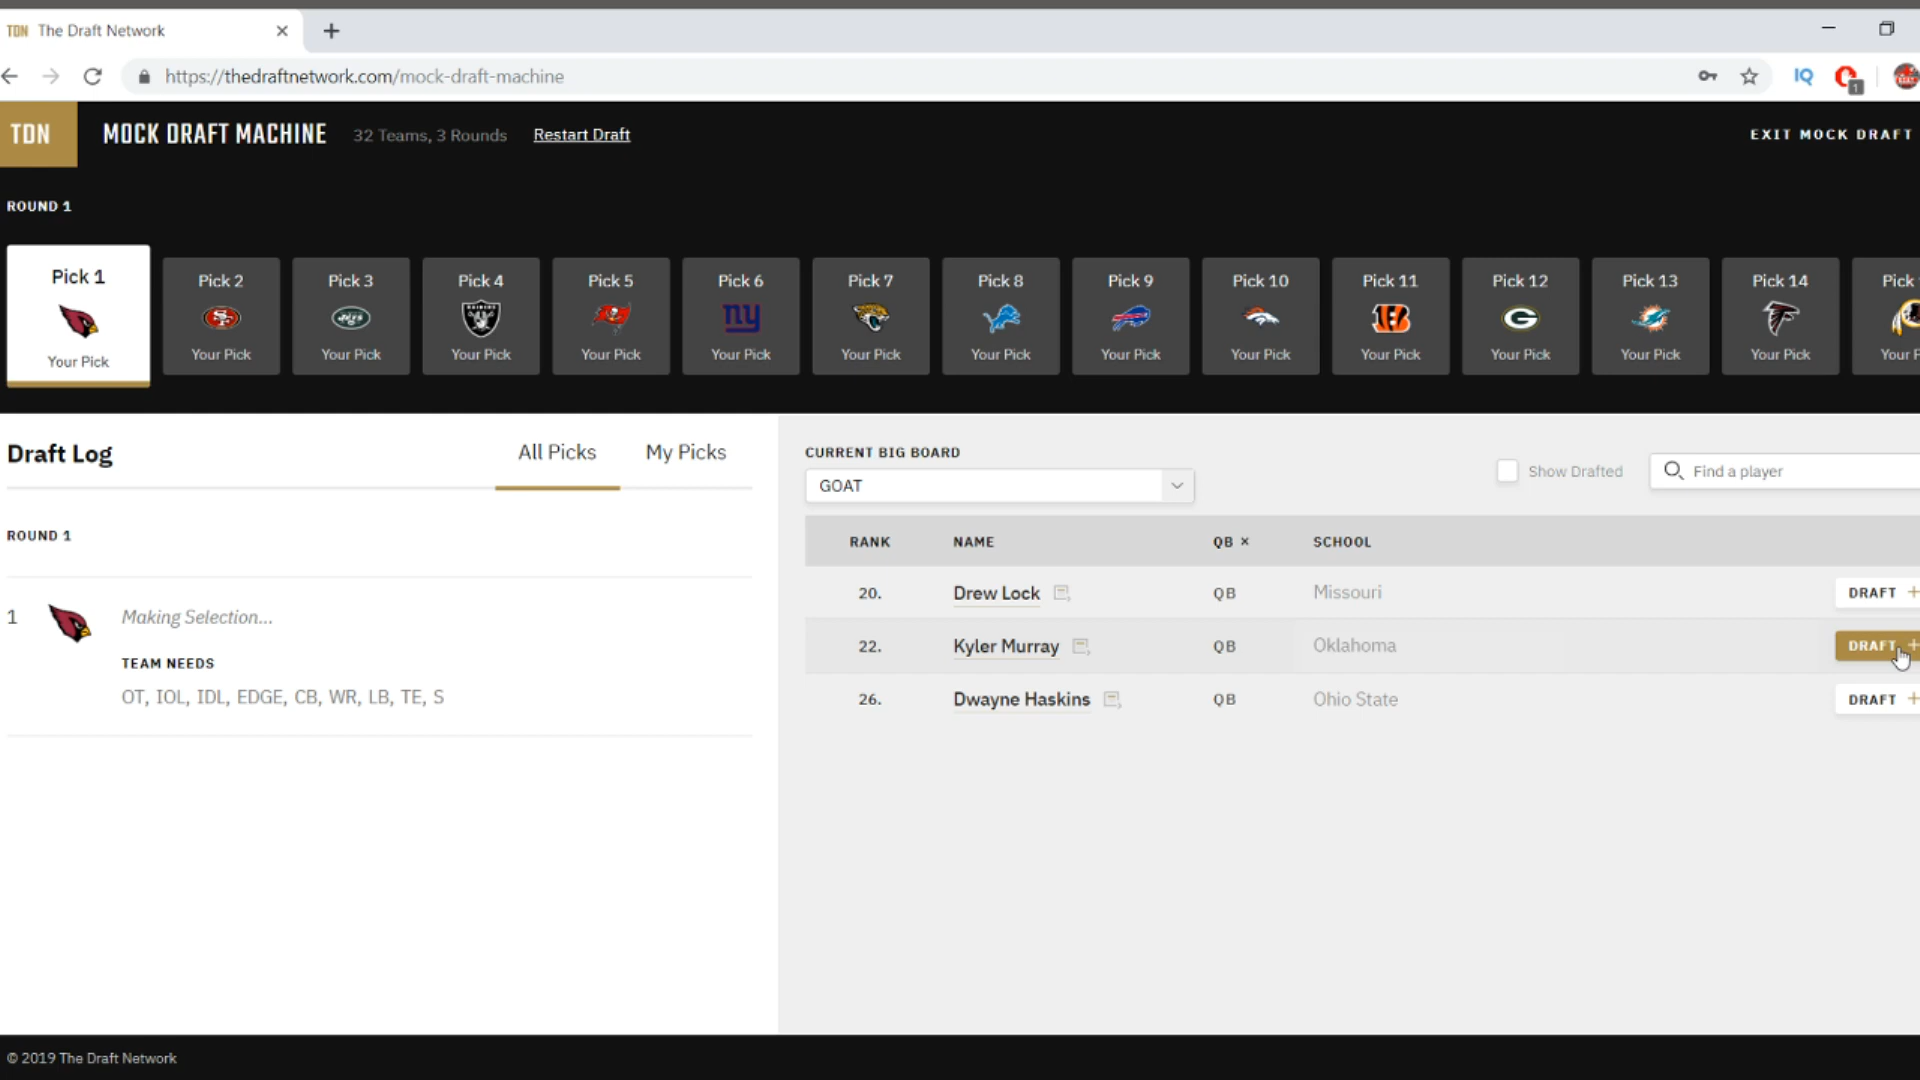 TDN The Draft Network
https://thedraftnetwork.com/mock-draft-machine
IQ
1
TDN MOCK DRAFT MACHINE 32 Teams, 3 Rounds Restart Draft EXIT MOCK DRAFT
ROUND 1
Pick 1 Pick 2 Pick 3 Pick 4 Pick 5 Pick 6 Pick 7 Pick 8 Pick 9 Pick 10 Pick 11 Pick 12 Pick 13 Pick 14 Pick
RAIDERS ny G
Your Pick Your Pick Your Pick Your Pick Your Pick Your Pick Your Pick Your Pick Your Pick Your Pick Your Pick Your Pick Your Pick Your Pick Your P
Draft Log All Picks My Picks
ROUND 1
1 Making Selection...
TEAM NEEDS
OT, IOL, IDL, EDGE, CB, WR, LB, TE, S
CURRENT BIG BOARD
GOAT
Show Drafted Find a player
RANK NAME QB × SCHOOL
20. Drew Lock QB Missouri DRAFT +
22. Kyler Murray QB Oklahoma DRAFT +
26. Dwayne Haskins QB Ohio State DRAFT +
© 2019 The Draft Network